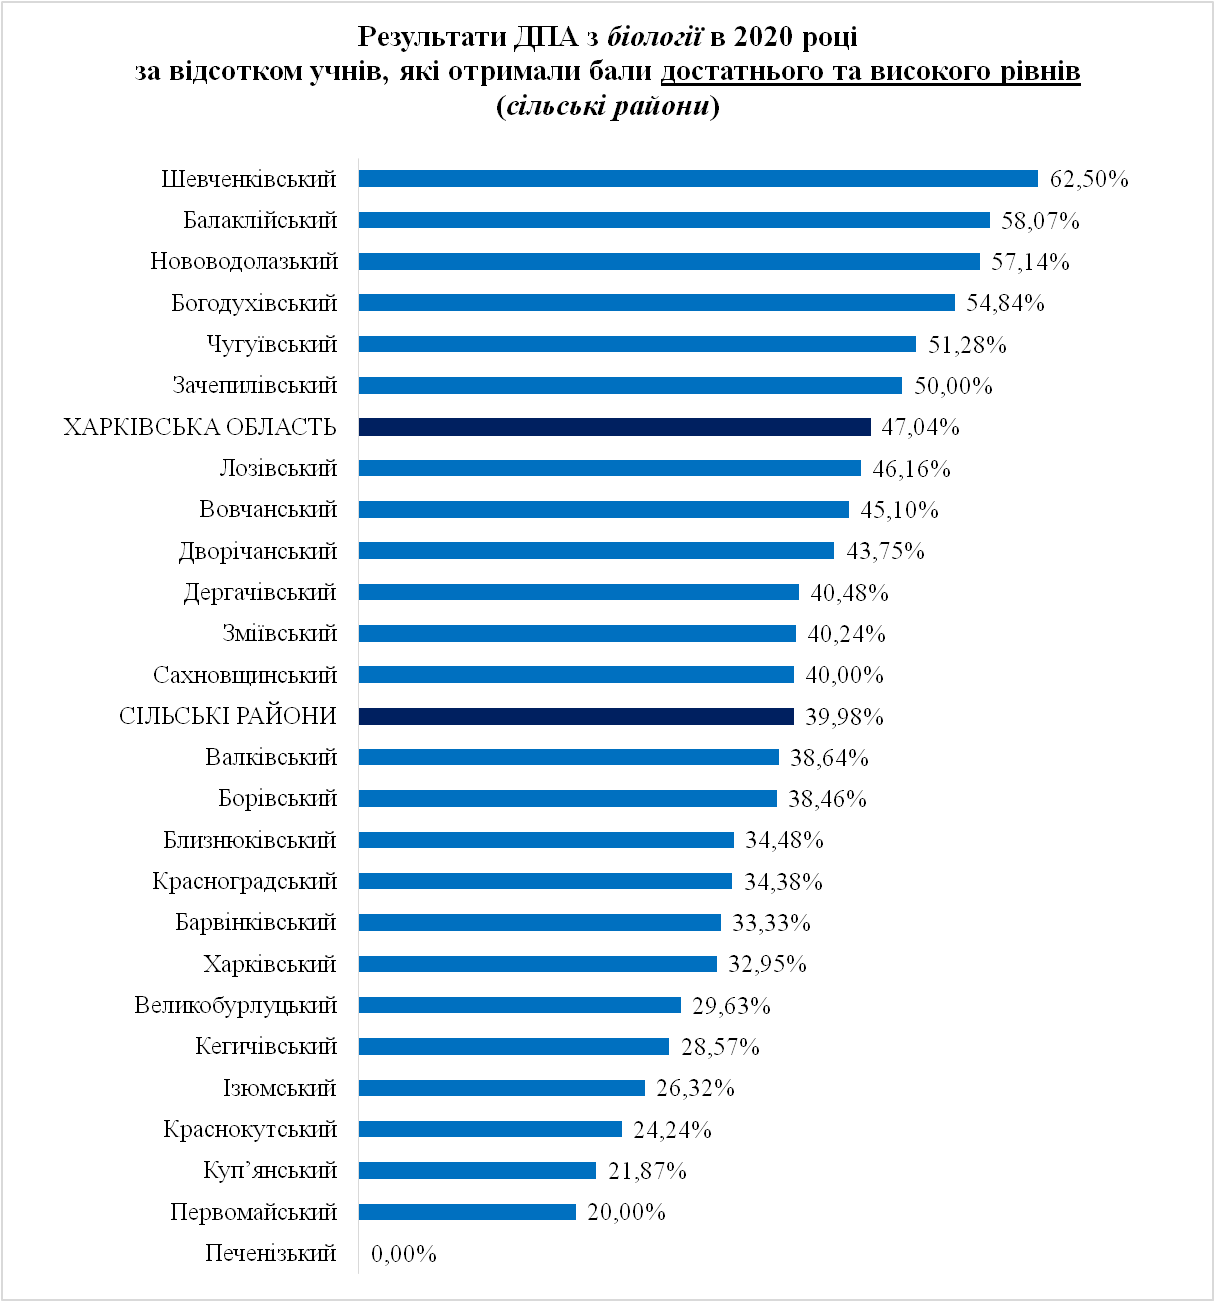 Результати ДПА з біології в 2020 році
за відсотком учнів, які отримали бали достатнього та високого рівнів
(сільські райони)
Шевченківський 62,50%
Балаклійський 58,07%
Нововодолазький 57,14%
Богодухівський 54,84%
Чугуївський 51,28%
Зачепилівський 50,00%
ХАРКІВСЬКА ОБЛАСТЬ 47,04%
Лозівський 46,16%
Вовчанський 45,10%
Дворічанський 43,75%
Дергачівський 40,48%
Зміївський 40,24%
Сахновщинський 40,00%
СІЛЬСЬКІ РАЙОНИ 39,98%
Валківський 38,64%
Борівський 38,46%
Близнюківський 34,48%
Красноградський 34,38%
Барвінківський 33,33%
Харківський 32,95%
Великобурлуцький 29,63%
Кегичівський 28,57%
Ізюмський 26,32%
Краснокутський 24,24%
Куп’янський 21,87%
Первомайський 20,00%
Печенізький 0,00%